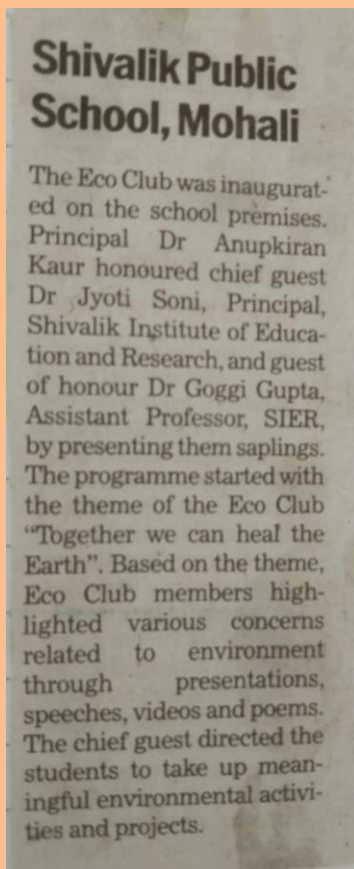 Shivalik Public
School, Mohali
The Eco Club was inaugurat-
ed on the school premises.
Principal Dr Anupkiran
Kaur honoured chief guest
Dr Jyoti Soni, Principal,
Shivalik Institute of Educa-
tion and Research, and guest
of honour Dr Goggi Gupta,
Assistant Professor, SIER,
by presenting them saplings.
The programme started with
the theme of the Eco Club
“Together we can heal the
Earth”. Based on the theme,
Eco Club members high-
lighted various concerns
related to environment
through presentations,
speeches, videos and poems.
The chief guest directed the
students to take up mean-
ingful environmental activi-
ties and projects.